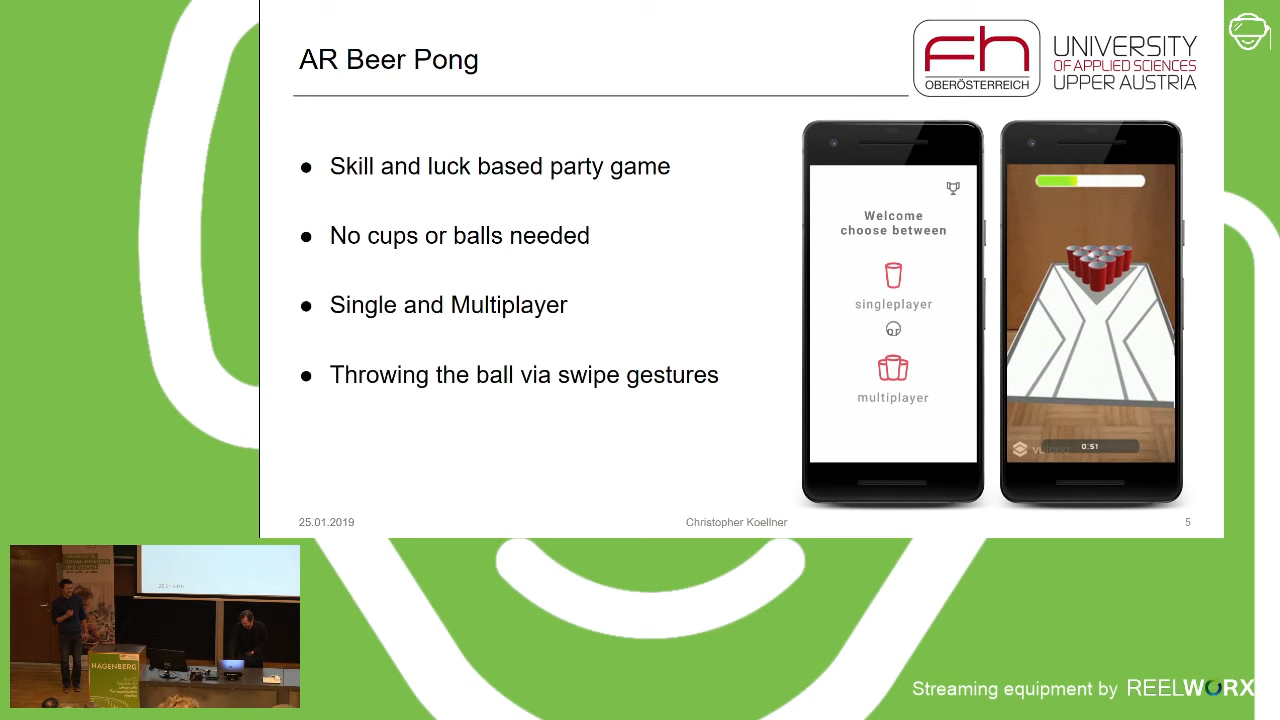 AR Beer Pong
fh
OBERÖSTERREICH
UNIVERSITY
OF APPLIED SCIENCES
UPPER AUSTRIA
● Skill and luck based party game
● No cups or balls needed
● Single and Multiplayer
● Throwing the ball via swipe gestures
Welcome
choose between
singleplayer
multiplayer
0:51
25.01.2019
Christopher Koellner
5
HAGENBERG
Streaming equipment by REELWORX